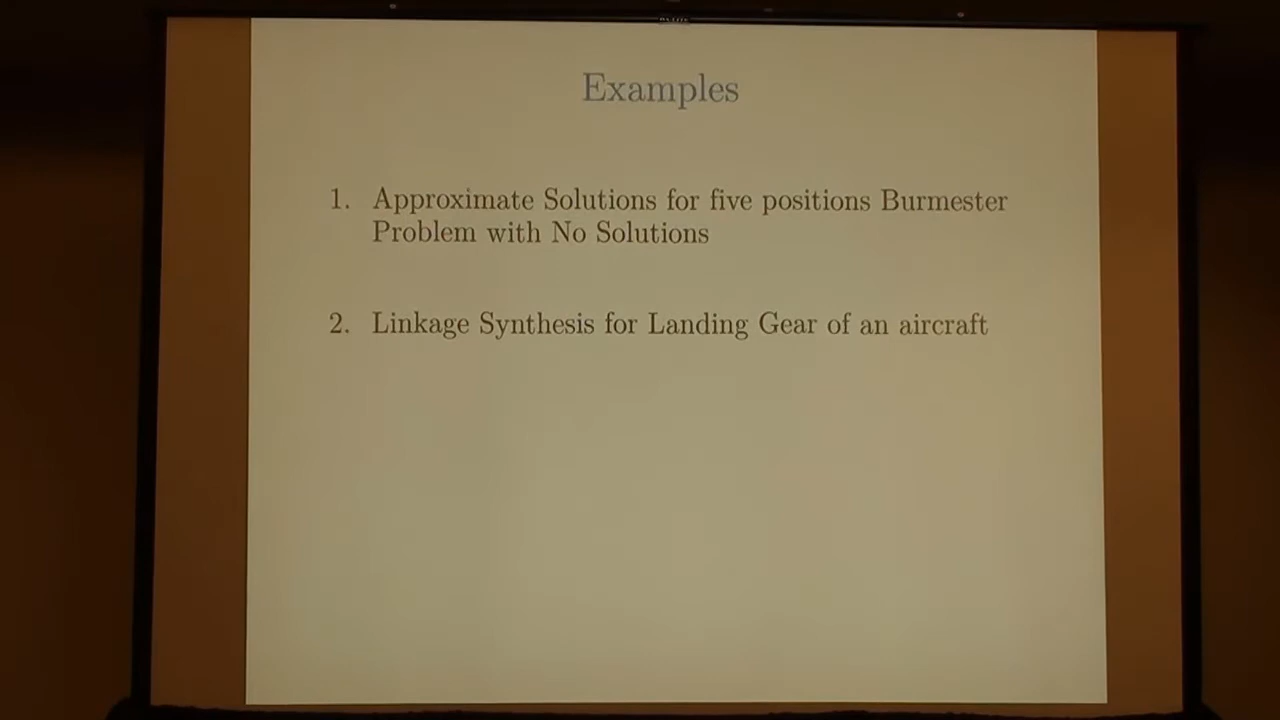 Examples
1. Approximate Solutions for five positions Burmester
Problem with No Solutions
2. Linkage Synthesis for Landing Gear of an aircraft